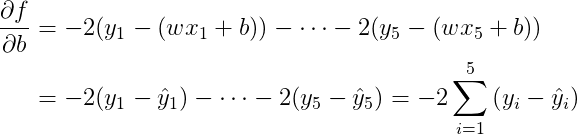 ∂f/∂b = −2(y₁ − (wx₁ + b)) − ⋯ − 2(y₅ − (wx₅ + b))
= −2(y₁ − ŷ₁) − ⋯ − 2(y₅ − ŷ₅) = −2 ∑_{i=1}^{5} (yᵢ − ŷᵢ)